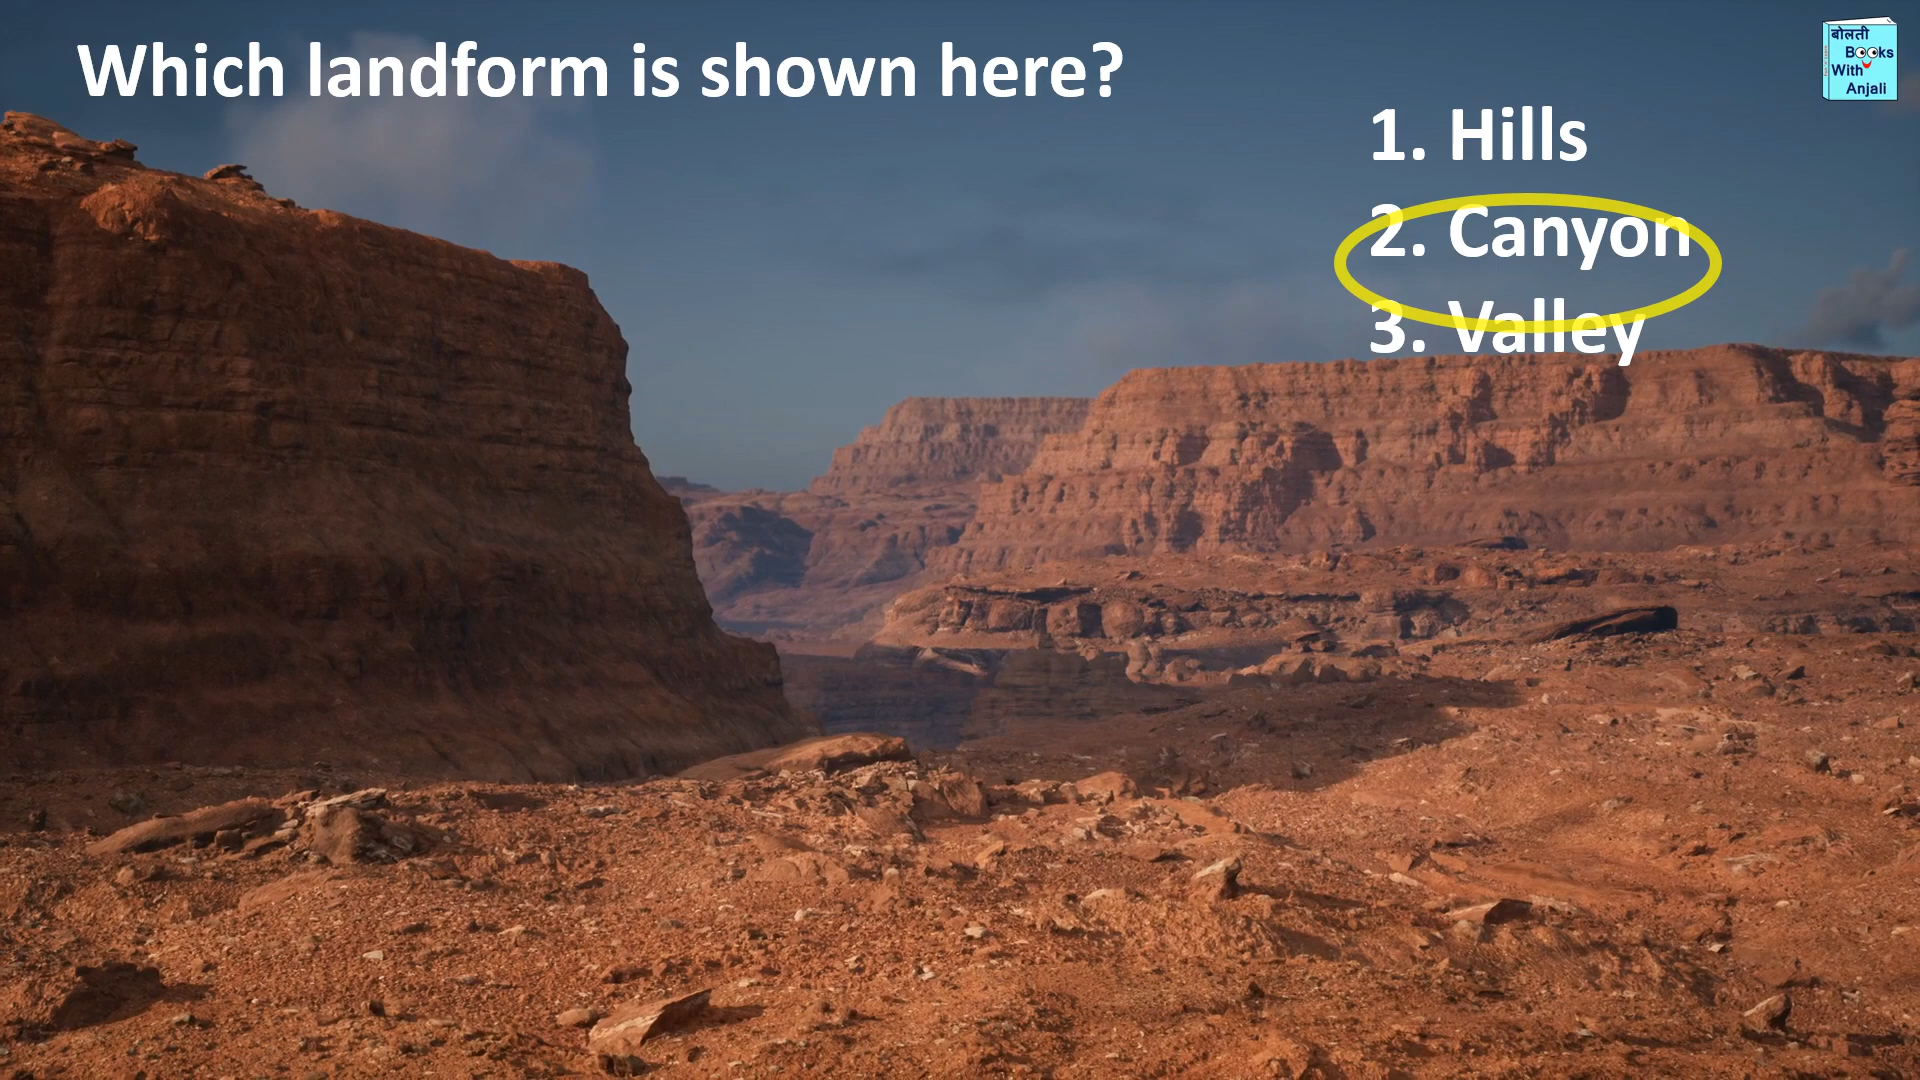 Which landform is shown here?
1. Hills
2. Canyon
3. Valley
बोलती
Books
With
Anjali